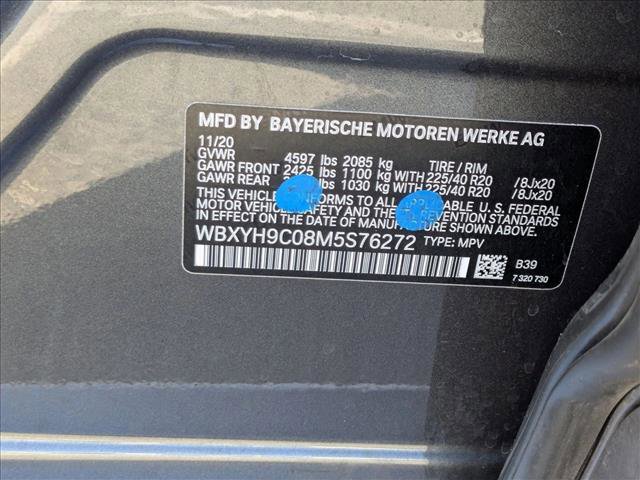 MFD BY BAYERISCHE MOTOREN WERKE AG
11/20
GVWR 4597 lbs 2085 kg TIRE / RIM
GAWR FRONT 2425 lbs 1100 kg WITH 225/40 R20 /8Jx20
GAWR REAR lbs 1030 kg WITH 225/40 R20 /8Jx20
THIS VEHICLE CONFORMS TO ALL APPLICABLE U.S. FEDERAL
MOTOR VEHICLE SAFETY AND THEFT PREVENTION STANDARDS
IN EFFECT ON THE DATE OF MANUFACTURE SHOWN ABOVE
WBXYH9C08M5S76272 TYPE: MPV
B39
7 320 730